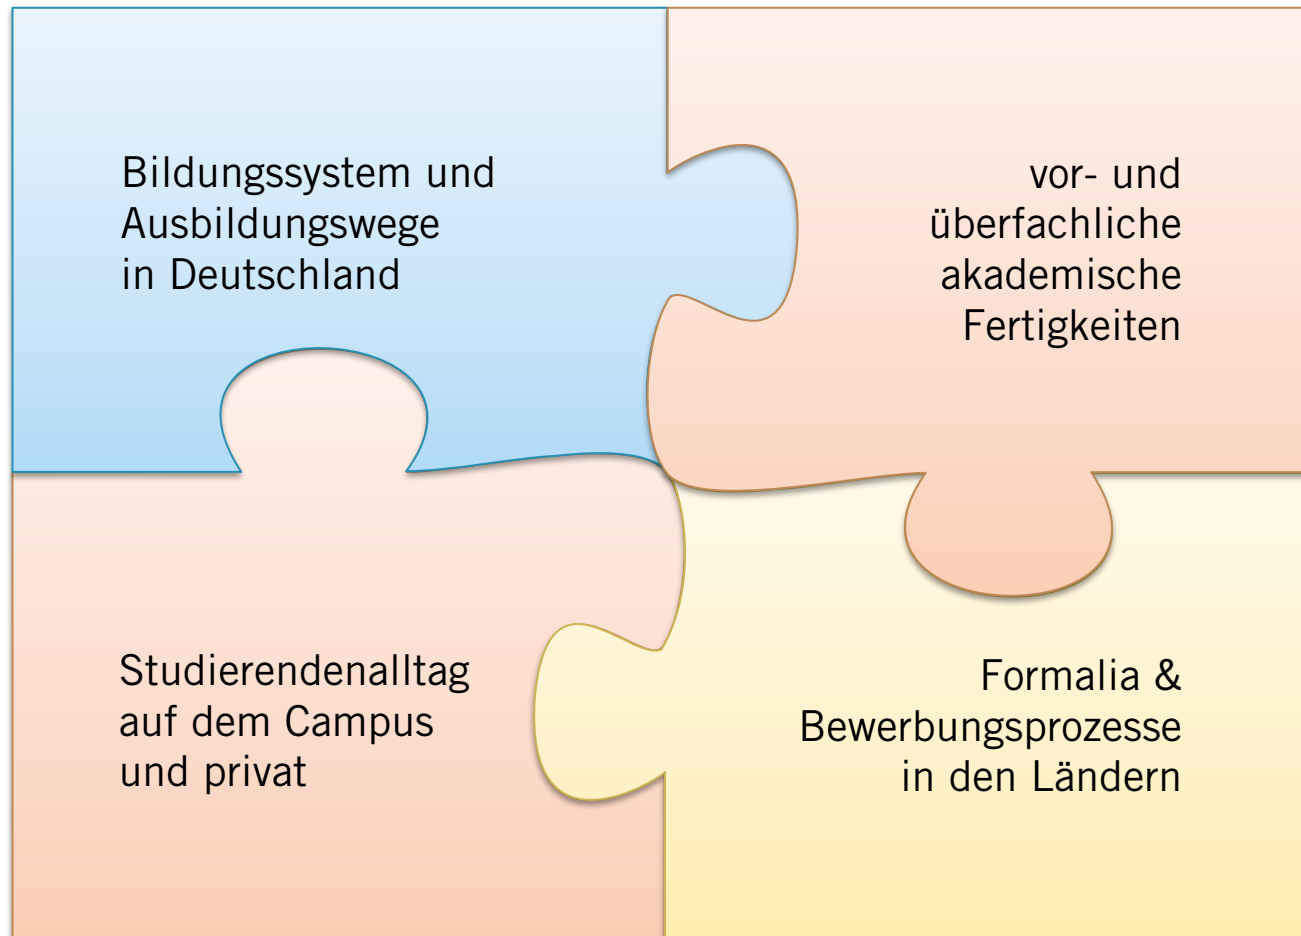 Bildungssystem und
Ausbildungswege
in Deutschland
vor- und
überfachliche
akademische
Fertigkeiten
Studierendenalltag
auf dem Campus
und privat
Formalia &
Bewerbungsprozesse
in den Ländern